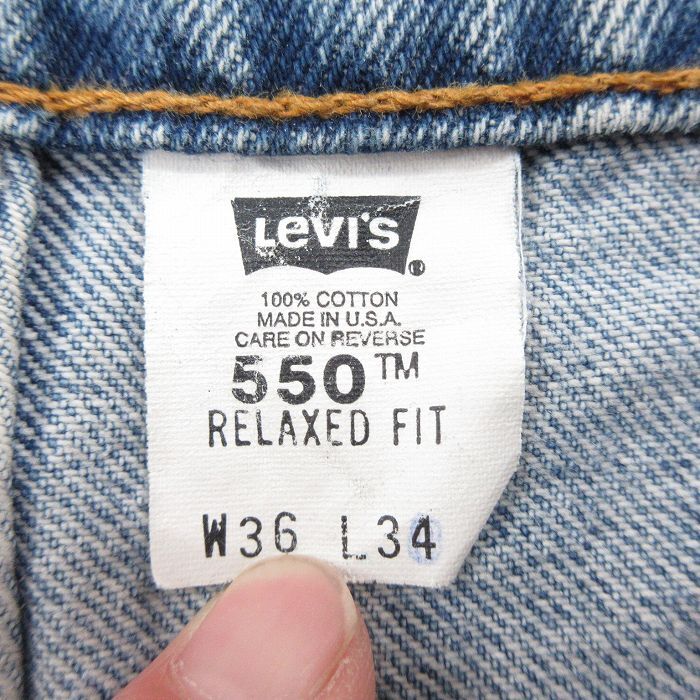 Levi's ®
100% COTTON
MADE IN U.S.A.
CARE ON REVERSE
550™
RELAXED FIT
W36 L34